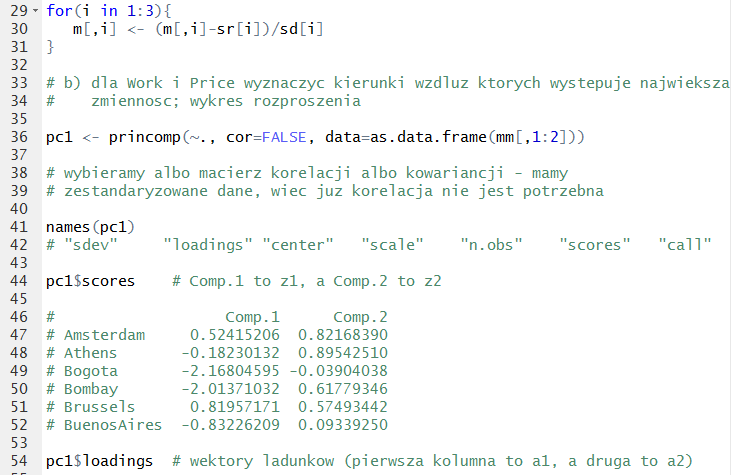 29 for(i in 1:3){
30    m[,i] <- (m[,i]-sr[i])/sd[i]
31 }
32
33 # b) dla Work i Price wyznaczyc kierunki wzdluz ktorych wystepuje najwieksza
34 #    zmiennosc; wykres rozproszenia
35
36 pc1 <- princomp(~., cor=FALSE, data=as.data.frame(mm[,1:2]))
37
38 # wybieramy albo macierz korelacji albo kowariancji - mamy
39 # zestandaryzowane dane, wiec juz korelacja nie jest potrzebna
40
41 names(pc1)
42 # "sdev"     "loadings" "center"   "scale"    "n.obs"    "scores"   "call"
43
44 pc1$scores    # Comp.1 to z1, a Comp.2 to z2
45
46 #                   Comp.1      Comp.2
47 # Amsterdam     0.52415206  0.82168390
48 # Athens       -0.18230132  0.89542510
49 # Bogota       -2.16804595 -0.03904038
50 # Bombay       -2.01371032  0.61779346
51 # Brussels      0.81957171  0.57493442
52 # BuenosAires  -0.83226209  0.09339250
53
54 pc1$loadings  # wektory ladunkow (pierwsza kolumna to a1, a druga to a2)